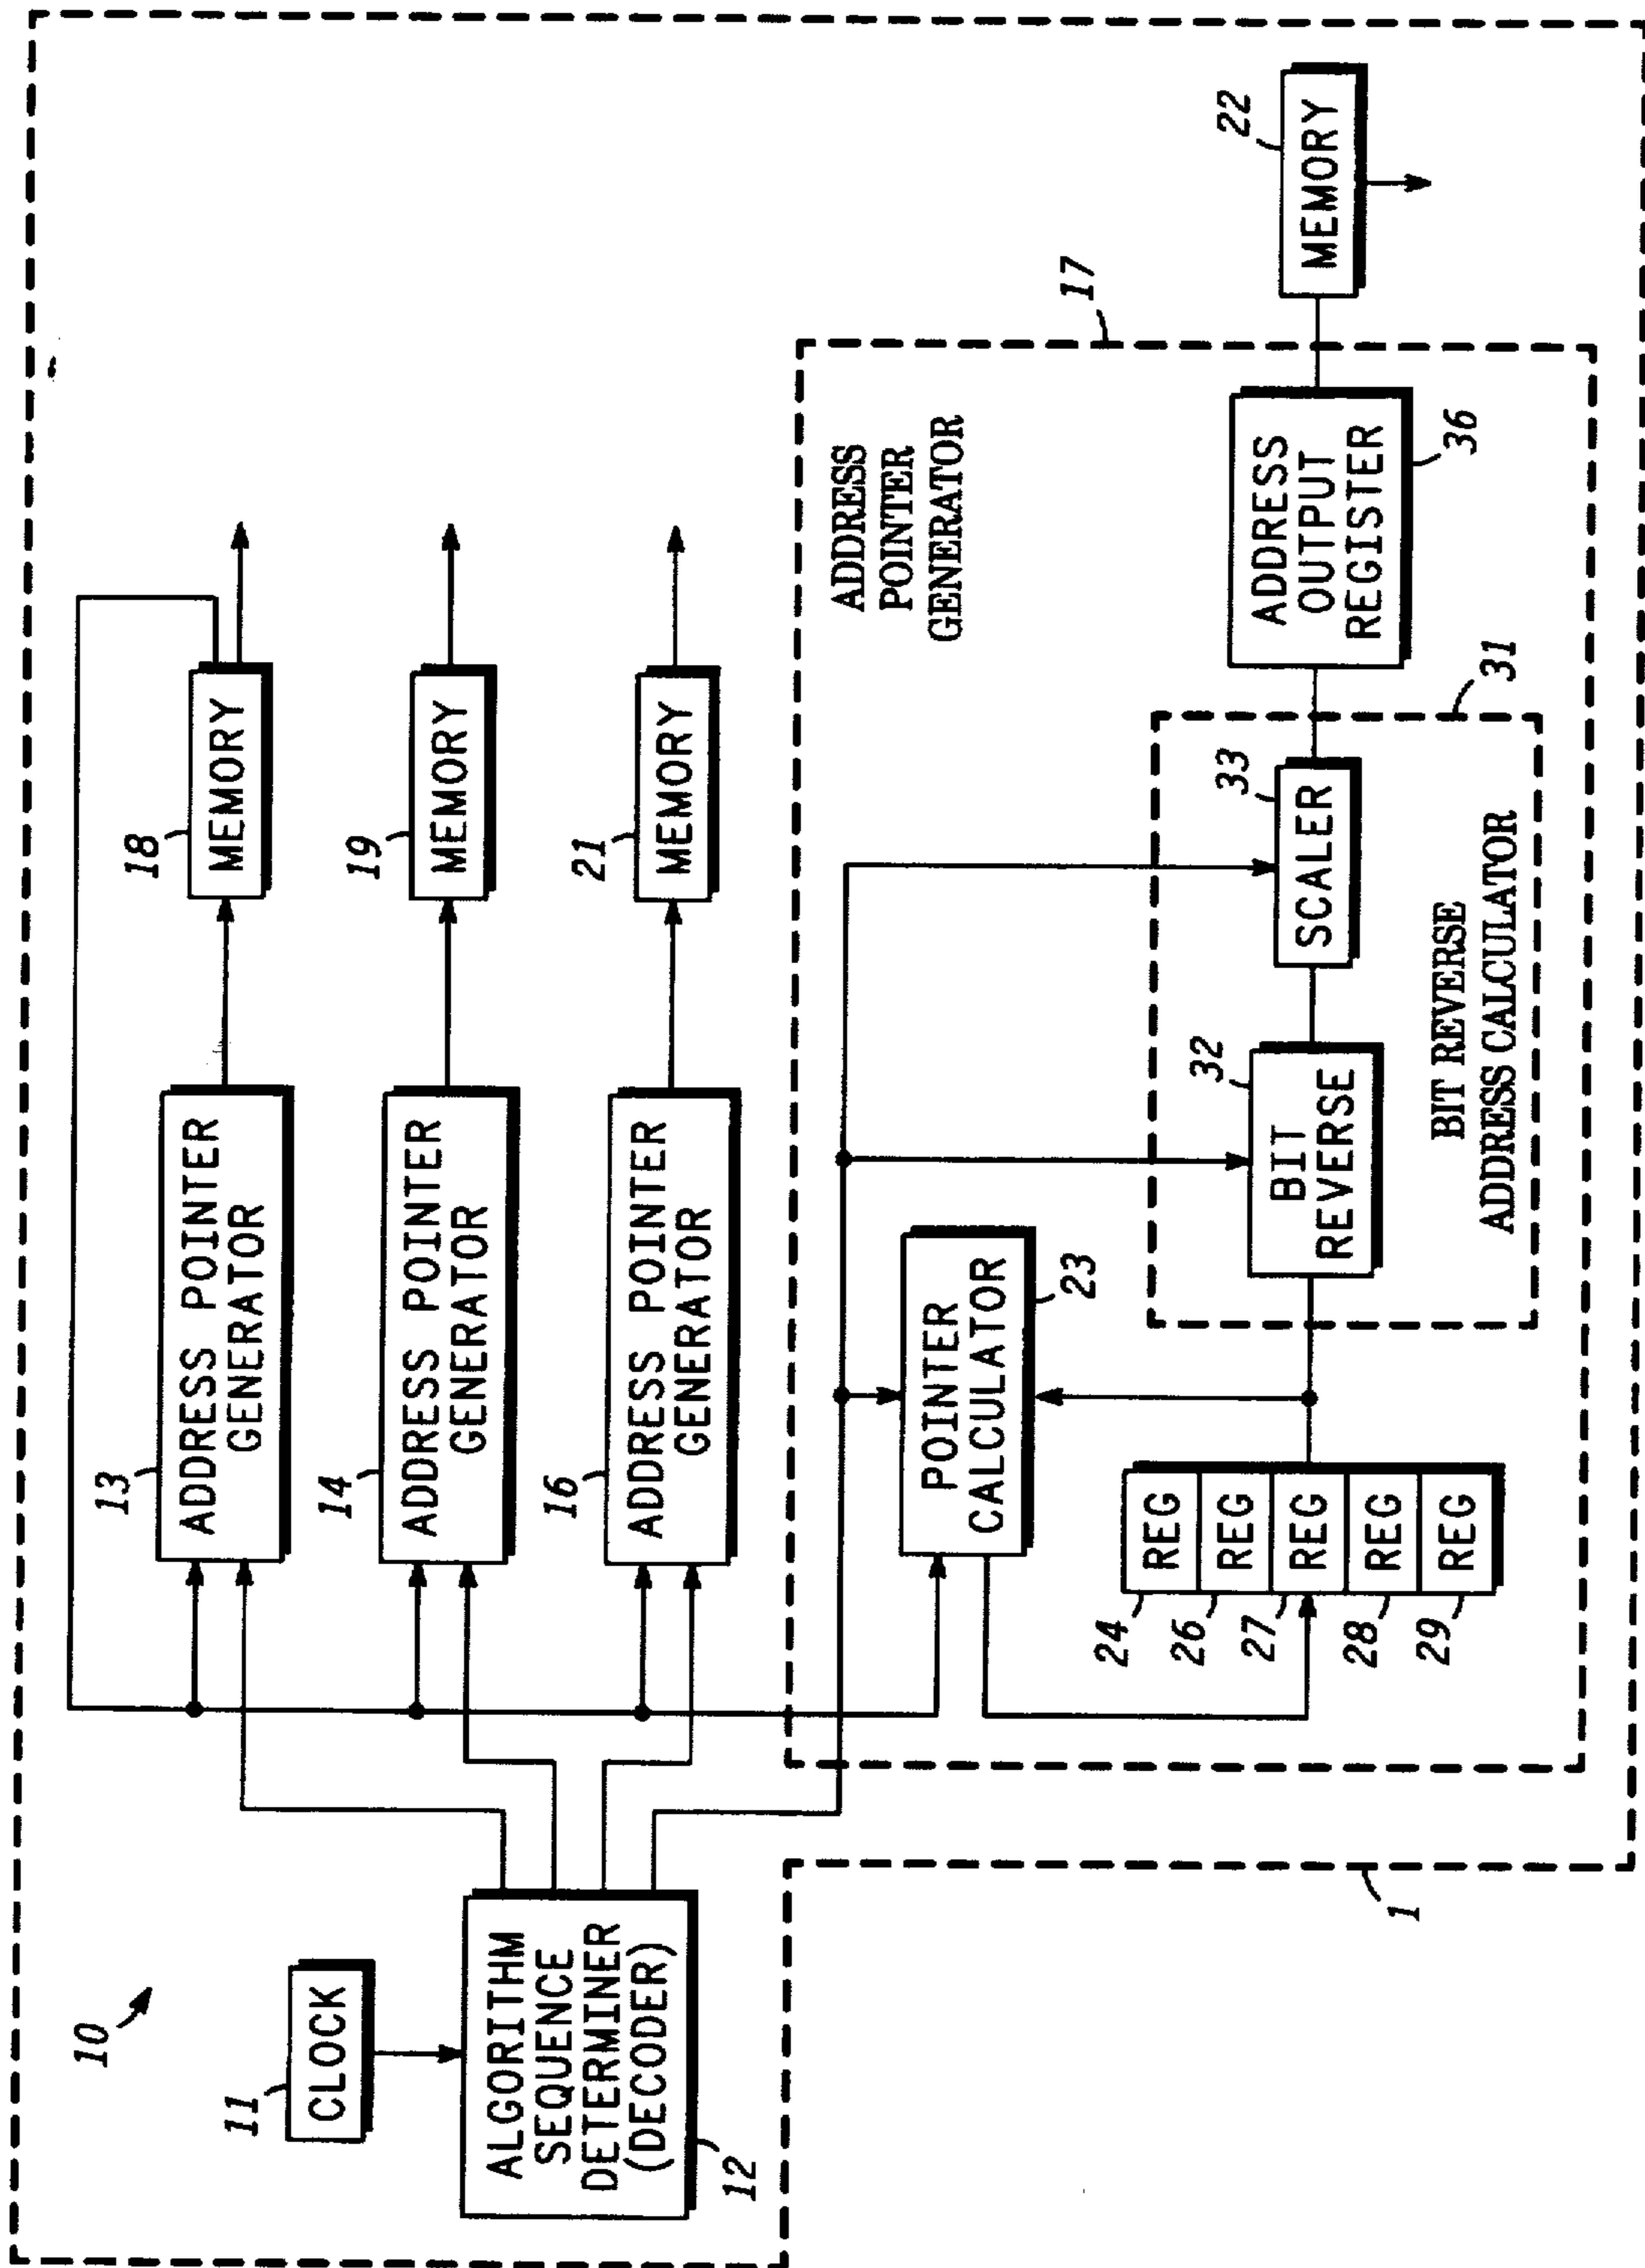 10
11
CLOCK
ALGORITHM
SEQUENCE
DETERMINER
(DECODER)
12
13
ADDRESS POINTER
GENERATOR
18
MEMORY
14
ADDRESS POINTER
GENERATOR
19
MEMORY
16
ADDRESS POINTER
GENERATOR
21
MEMORY
ADDRESS
POINTER
GENERATOR
17
22
MEMORY
POINTER
CALCULATOR
23
24
REG
26
REG
27
REG
28
REG
29
REG
32
BIT
REVERSE
33
SCALER
31
BIT REVERSE
ADDRESS CALCULATOR
ADDRESS
OUTPUT
REGISTER
36
1